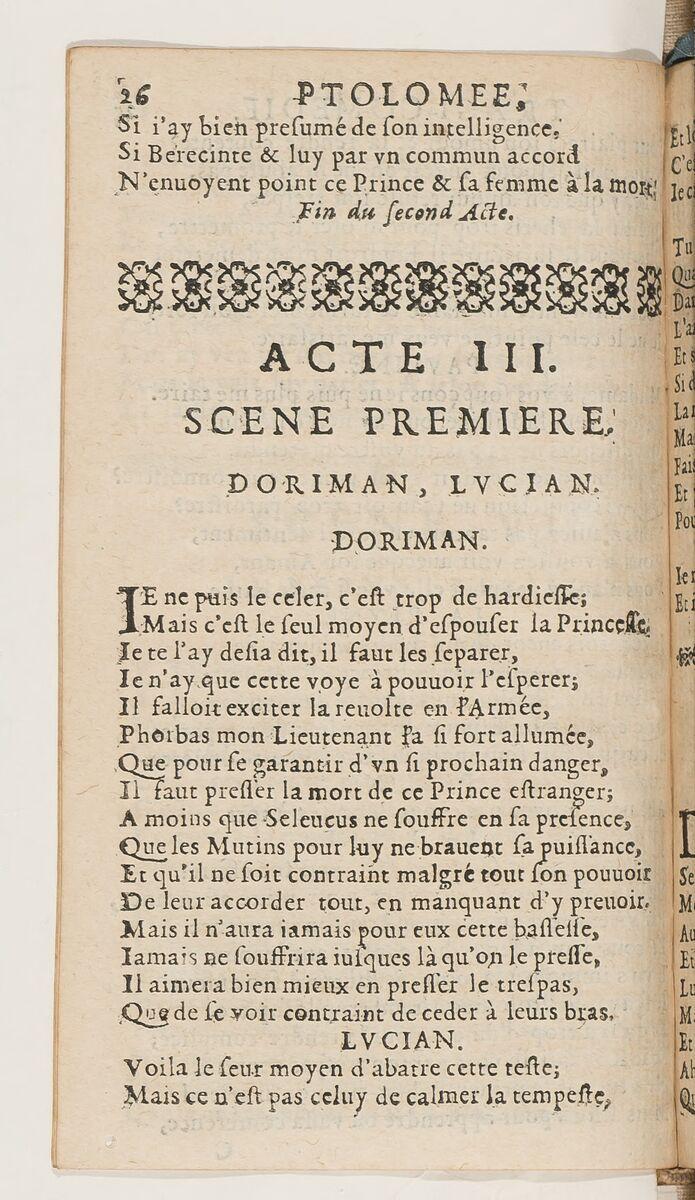 26 PTOLOMEE,
Si i'ay bien presumé de son intelligence,
Si Berecinte & luy par vn commun accord
N'enuoyent point ce Prince & sa femme à la mort,
Fin du second Acte.
ACTE III.
SCENE PREMIERE.
DORIMAN, LVCIAN.
DORIMAN.
IE ne puis le celer, c'est trop de hardiesse;
Mais c'est le seul moyen d'espouser la Princesse,
Ie te l'ay desia dit, il faut les separer,
Ie n'ay que cette voye à pouuoir l'esperer;
Il falloit exciter la reuolte en l'Armée,
Phorbas mon Lieutenant l'a si fort allumée,
Que pour se garantir d'vn si prochain danger,
Il faut presser la mort de ce Prince estranger;
A moins que Seleucus ne souffre en sa presence,
Que les Mutins pour luy ne brauent sa puissance,
Et qu'il ne soit contraint malgré tout son pouuoir
De leur accorder tout, en manquant d'y preuoir.
Mais il n'aura iamais pour eux cette bassesse,
Iamais ne souffrira iusques là qu'on le presse,
Il aimera bien mieux en presser le trespas,
Que de se voir contraint de ceder à leurs bras.
LVCIAN.
Voila le seur moyen d'abatre cette teste;
Mais ce n'est pas celuy de calmer la tempeste,
Tu
Et
Ma
Et
Et
Et